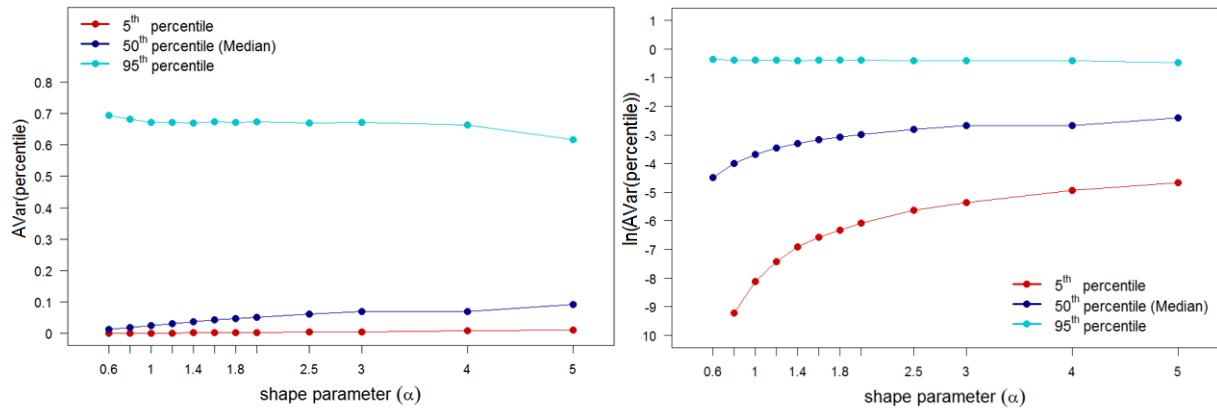 5th percentile
50th percentile (Median)
95th percentile
AVar(percentile)
0.8
0.7
0.6
0.5
0.4
0.3
0.2
0.1
0
0.6 1 1.4 1.8 2.5 3 4 5
shape parameter (α)
ln(AVar(percentile))
1
0
-1
-2
-3
-4
-5
-6
-7
-8
-9
-10
5th percentile
50th percentile (Median)
95th percentile
0.6 1 1.4 1.8 2.5 3 4 5
shape parameter (α)